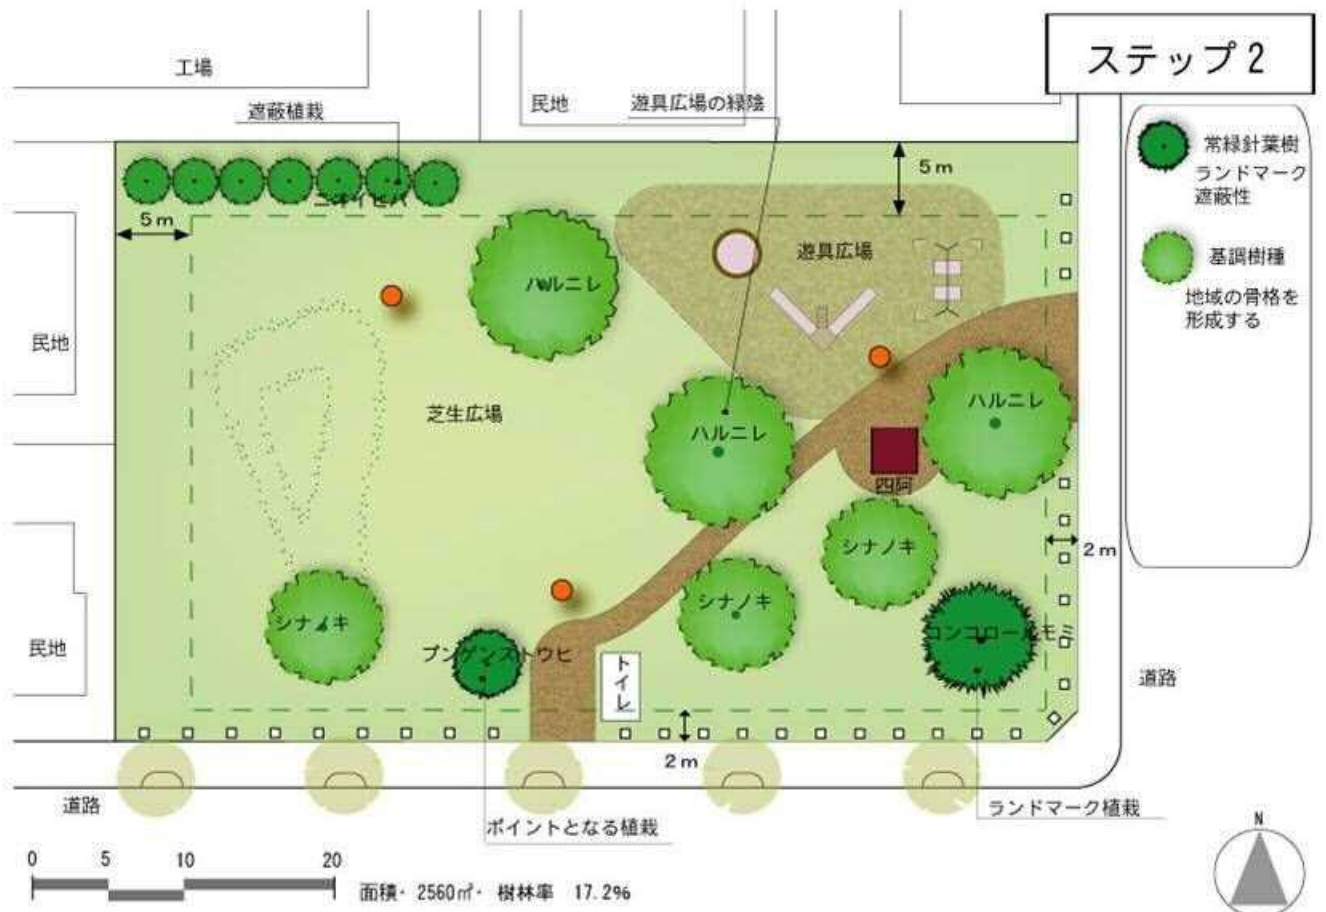 ステップ2
工場
遮蔽植栽
民地
遊具広場の緑陰
常緑針葉樹
ランドマーク
遮蔽性
基調樹種
地域の骨格を
形成する
5m
5m
ニオイヒバ
ハルニレ
遊具広場
民地
芝生広場
ハルニレ
ハルニレ
四阿
シナノキ
2m
シナノキ
シナノキ
コンコロールモミ
プンゲンストウヒ
トイレ
民地
道路
2m
道路
ランドマーク植栽
ポイントとなる植栽
N
0 5 10 20
面積・ 2560㎡・ 樹林率 17.2%